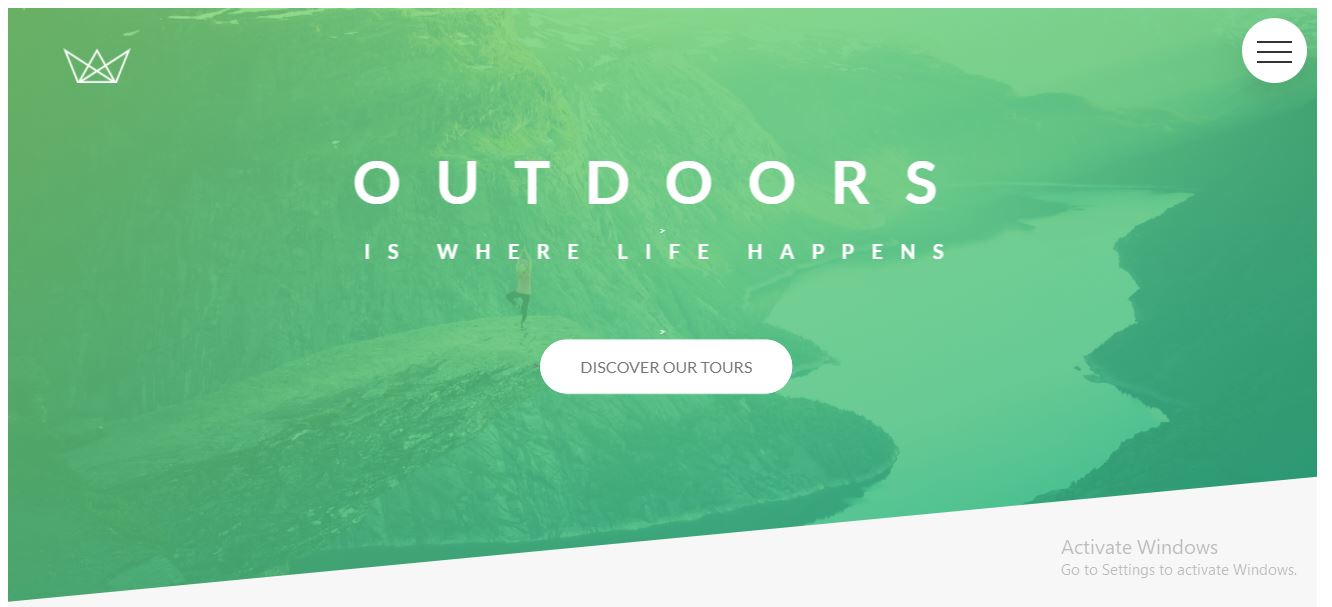 OUTDOORS
>
IS WHERE LIFE HAPPENS
>
DISCOVER OUR TOURS
Activate Windows
Go to Settings to activate Windows.